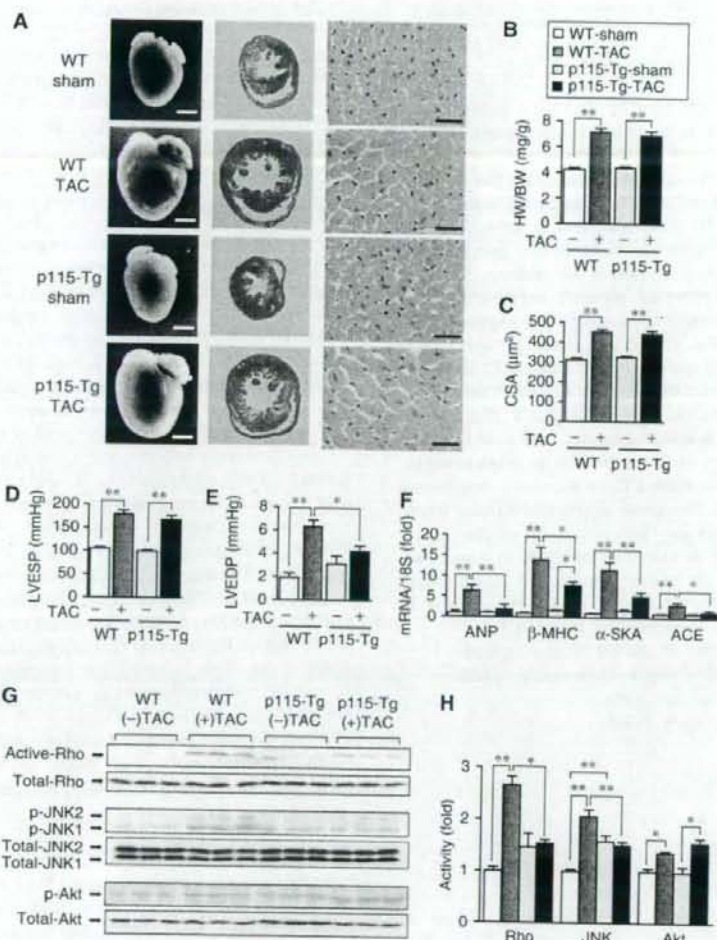 A
WT
sham
WT
TAC
p115-Tg
sham
p115-Tg
TAC
B
WT-sham
WT-TAC
p115-Tg-sham
p115-Tg-TAC
** **
HW/BW (mg/g)
8
6
4
2
0
TAC − + − +
WT p115-Tg
C
** **
CSA (μm²)
500
400
300
200
100
0
TAC − + − +
WT p115-Tg
D
** **
LVESP (mmHg)
200
150
100
50
0
TAC − + − +
WT p115-Tg
E
** *
LVEDP (mmHg)
8
6
4
2
0
TAC − + − +
WT p115-Tg
F
mRNA/18S (fold)
20
15
10
5
0
** **
** * *
** **
** *
ANP β-MHC α-SKA ACE
G
WT
(−)TAC
WT
(+)TAC
p115-Tg
(−)TAC
p115-Tg
(+)TAC
Active-Rho
Total-Rho
p-JNK2
p-JNK1
Total-JNK2
Total-JNK1
p-Akt
Total-Akt
H
Activity (fold)
3
2
1
0
** *
** ** **
* *
Rho JNK Akt